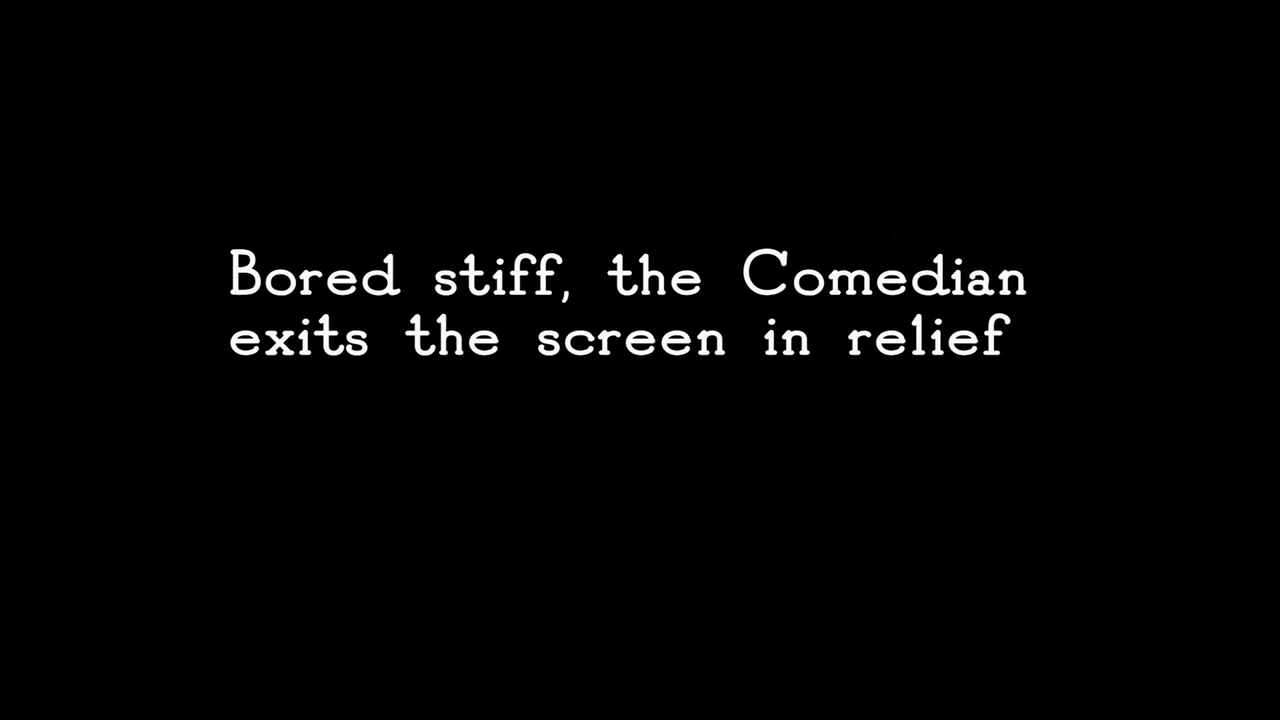 Bored stiff, the Comedian
exits the screen in relief